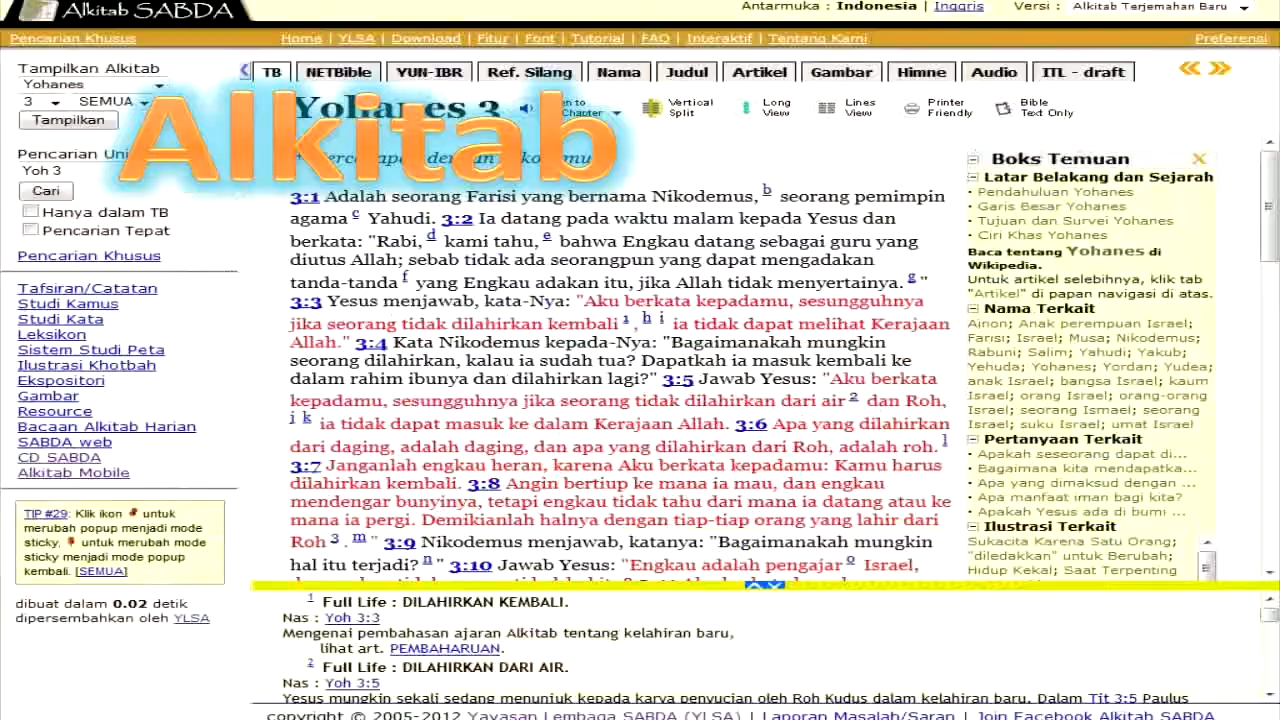 Alkitab SABDA
Antarmuka : Indonesia | Inggris Versi : Alkitab Terjemahan Baru
Pencarian Khusus
Home | YLSA | Download | Fitur | Font | Tutorial | FAQ | Interaktif | Tentang Kami
Preferensi
Tampilkan Alkitab
Yohanes
3 SEMUA
Tampilkan
Yoh 3
Cari
Hanya dalam TB
Pencarian Tepat
Pencarian Khusus
Tafsiran/Catatan
Studi Kamus
Studi Kata
Leksikon
Sistem Studi Peta
Ilustrasi Khotbah
Ekspositori
Gambar
Resource
Bacaan Alkitab Harian
SABDA web
CD SABDA
Alkitab Mobile
TIP #29: Klik ikon untuk
merubah popup menjadi mode
sticky, untuk merubah mode
sticky menjadi mode popup
kembali. [SEMUA]
dibuat dalam 0.02 detik
dipersembahkan oleh YLSA
TB NETBible YUN-IBR Ref. Silang Nama Judul Artikel Gambar Himne Audio ITL - draft
Yohanes 3
Chapter
Vertical Split
Long View
Lines View
Printer Friendly
Bible Text Only
Alkitab
3:1 Adalah seorang Farisi yang bernama Nikodemus, b seorang pemimpin
agama c Yahudi. 3:2 Ia datang pada waktu malam kepada Yesus dan
berkata: "Rabi, d kami tahu, e bahwa Engkau datang sebagai guru yang
diutus Allah; sebab tidak ada seorangpun yang dapat mengadakan
tanda-tanda f yang Engkau adakan itu, jika Allah tidak menyertainya. g "
3:3 Yesus menjawab, kata-Nya: "Aku berkata kepadamu, sesungguhnya
jika seorang tidak dilahirkan kembali 1 , h i ia tidak dapat melihat Kerajaan
Allah." 3:4 Kata Nikodemus kepada-Nya: "Bagaimanakah mungkin
seorang dilahirkan, kalau ia sudah tua? Dapatkah ia masuk kembali ke
dalam rahim ibunya dan dilahirkan lagi?" 3:5 Jawab Yesus: "Aku berkata
kepadamu, sesungguhnya jika seorang tidak dilahirkan dari air 2 dan Roh,
j k ia tidak dapat masuk ke dalam Kerajaan Allah. 3:6 Apa yang dilahirkan
dari daging, adalah daging, dan apa yang dilahirkan dari Roh, adalah roh. l
3:7 Janganlah engkau heran, karena Aku berkata kepadamu: Kamu harus
dilahirkan kembali. 3:8 Angin bertiup ke mana ia mau, dan engkau
mendengar bunyinya, tetapi engkau tidak tahu dari mana ia datang atau ke
mana ia pergi. Demikianlah halnya dengan tiap-tiap orang yang lahir dari
Roh 3 . m " 3:9 Nikodemus menjawab, katanya: "Bagaimanakah mungkin
hal itu terjadi? n " 3:10 Jawab Yesus: "Engkau adalah pengajar o Israel,
Boks Temuan
Latar Belakang dan Sejarah
Pendahuluan Yohanes
Garis Besar Yohanes
Tujuan dan Survei Yohanes
Ciri Khas Yohanes
Baca tentang Yohanes di
Wikipedia.
Untuk artikel selebihnya, klik tab
"Artikel" di papan navigasi di atas.
Nama Terkait
Ainon; Anak perempuan Israel;
Farisi; Israel; Musa; Nikodemus;
Rabuni; Salim; Yahudi; Yakub;
Yehuda; Yohanes; Yordan; Yudea;
anak Israel; bangsa Israel; kaum
Israel; orang Israel; orang-orang
Israel; seorang Ismael; seorang
Israel; suku Israel; umat Israel
Pertanyaan Terkait
Apakah seseorang dapat di...
Bagaimana kita mendapatka...
Apa yang dimaksud dengan ...
Apa manfaat iman bagi kita?
Apakah Yesus ada di bumi ...
Ilustrasi Terkait
Sukacita Karena Satu Orang;
"diledakkan" untuk Berubah;
Hidup Kekal; Saat Terpenting
1 Full Life : DILAHIRKAN KEMBALI.
Nas : Yoh 3:3
Mengenai pembahasan ajaran Alkitab tentang kelahiran baru,
lihat art. PEMBAHARUAN.
2 Full Life : DILAHIRKAN DARI AIR.
Nas : Yoh 3:5
Yesus mungkin sekali sedang menunjuk kepada karya penyucian oleh Roh Kudus dalam kelahiran baru. Dalam Tit 3:5 Paulus
copyright © 2005-2012 Yayasan Lembaga SABDA (YLSA) | Laporan Masalah/Saran | Join Facebook Alkitab SABDA